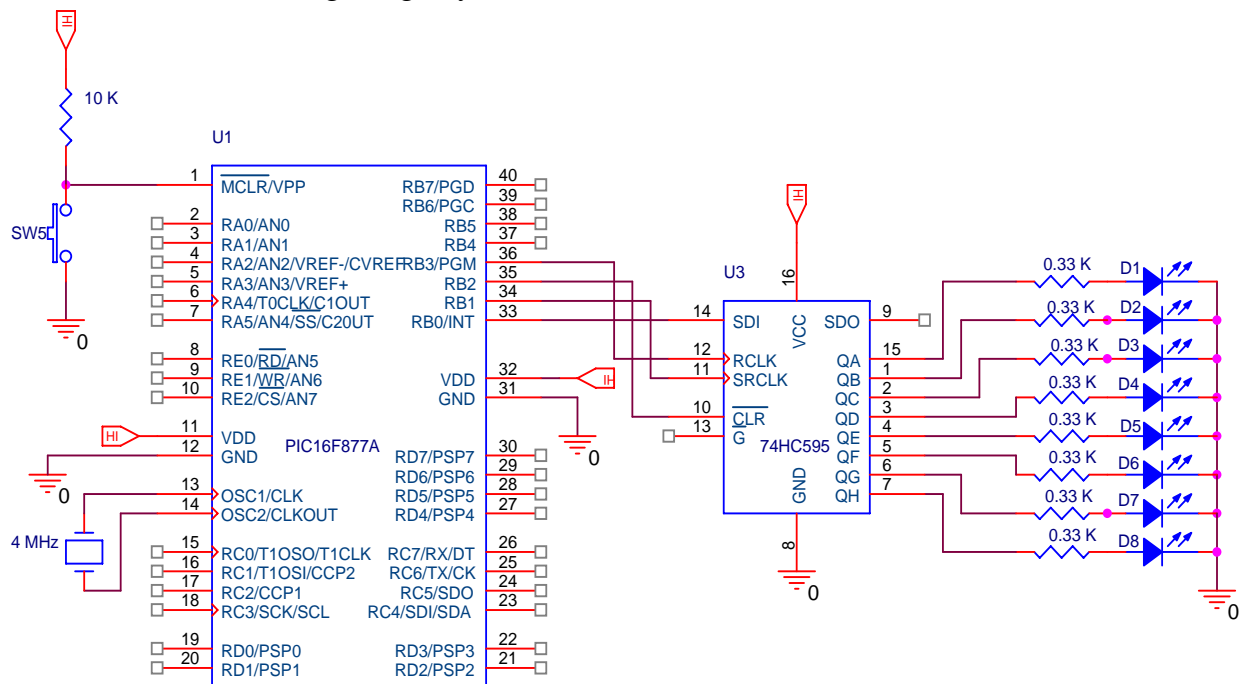 HI
10 K
SW5
0
U1
1 MCLR/VPP
2 RA0/AN0
3 RA1/AN1
4 RA2/AN2/VREF-/CVREF
5 RA3/AN3/VREF+
6 RA4/T0CLK/C1OUT
7 RA5/AN4/SS/C20UT
8 RE0/RD/AN5
9 RE1/WR/AN6
10 RE2/CS/AN7
HI
11 VDD
12 GND
0
13 OSC1/CLK
14 OSC2/CLKOUT
4 MHz
15 RC0/T1OSO/T1CLK
16 RC1/T1OSI/CCP2
17 RC2/CCP1
18 RC3/SCK/SCL
19 RD0/PSP0
20 RD1/PSP1
PIC16F877A
RB7/PGD 40
RB6/PGC 39
RB5 38
RB4 37
RB3/PGM 36
RB2 35
RB1 34
RB0/INT 33
VDD 32
HI
GND 31
0
RD7/PSP7 30
RD6/PSP6 29
RD5/PSP5 28
RD4/PSP4 27
RC7/RX/DT 26
RC6/TX/CK 25
RC5/SDO 24
RC4/SDI/SDA 23
RD3/PSP3 22
RD2/PSP2 21
HI
U3
16
VCC
14 SDI
12 RCLK
11 SRCLK
10 CLR
13 G
74HC595
GND
8
0
SDO 9
QA 15
QB 1
QC 2
QD 3
QE 4
QF 5
QG 6
QH 7
0.33 K D1
0.33 K D2
0.33 K D3
0.33 K D4
0.33 K D5
0.33 K D6
0.33 K D7
0.33 K D8
0